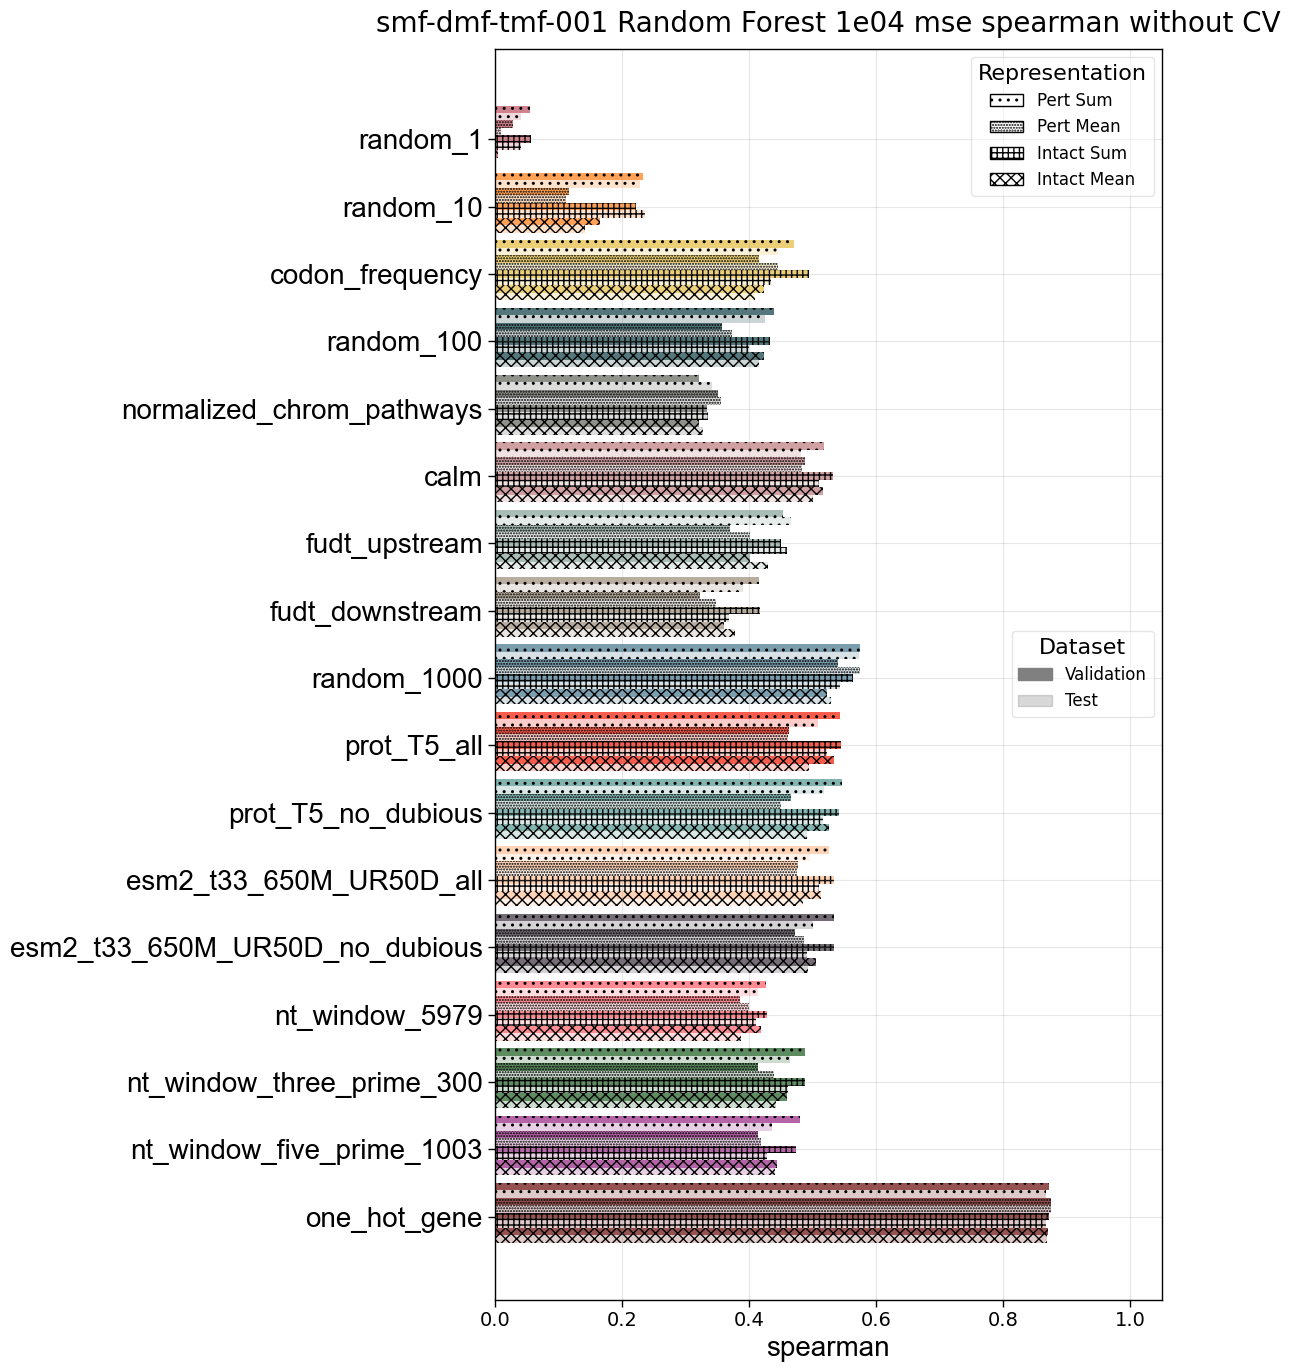 smf-dmf-tmf-001 Random Forest 1e04 mse spearman without CV
Representation
Pert Sum
Pert Mean
Intact Sum
Intact Mean
random_1
random_10
codon_frequency
random_100
normalized_chrom_pathways
calm
fudt_upstream
fudt_downstream
Dataset
Validation
Test
random_1000
prot_T5_all
prot_T5_no_dubious
esm2_t33_650M_UR50D_all
esm2_t33_650M_UR50D_no_dubious
nt_window_5979
nt_window_three_prime_300
nt_window_five_prime_1003
one_hot_gene
0.0 0.2 0.4 0.6 0.8 1.0
spearman